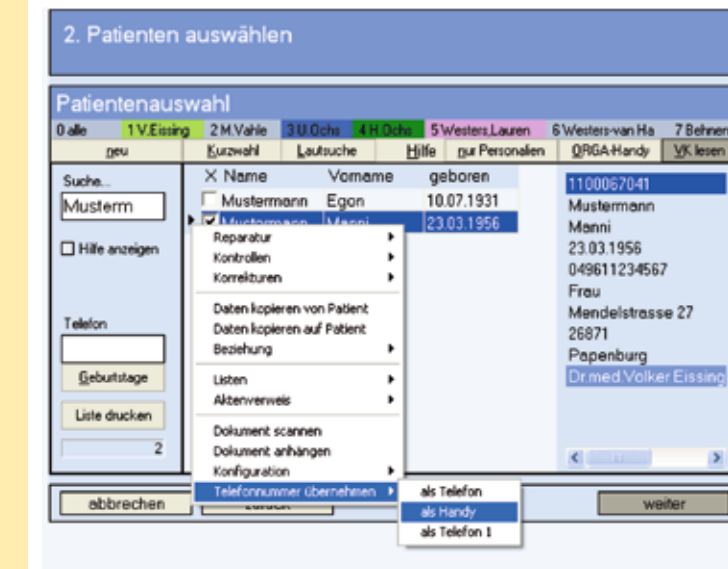 2. Patienten auswählen
Patientenauswahl
0 alle 1 V.Eissing 2 M.Vahle 3 U.Ochs 4 H.Ochs 5 Westers,Lauren 6 Westers-van Ha 7 Behnen
neu Kurzwahl Lautsuche Hilfe nur Personalien ORGA-Handy VK lesen
Suche...
Musterm
Hilfe anzeigen
Telefon
Geburtstage
Liste drucken
2
X Name Vorname geboren
Mustermann Egon 10.07.1931
Mustermann Manni 23.03.1956
Reparatur
Kontrollen
Korrekturen
Daten kopieren von Patient
Daten kopieren auf Patient
Beziehung
Listen
Aktenverweis
Dokument scannen
Dokument anhängen
Konfiguration
Telefonnummer übernehmen
als Telefon
als Handy
als Telefon 1
1100067041
Mustermann
Manni
23.03.1956
049611234567
Frau
Mendelstrasse 27
26871
Papenburg
Dr.med.Volker Eissing
abbrechen zurück weiter